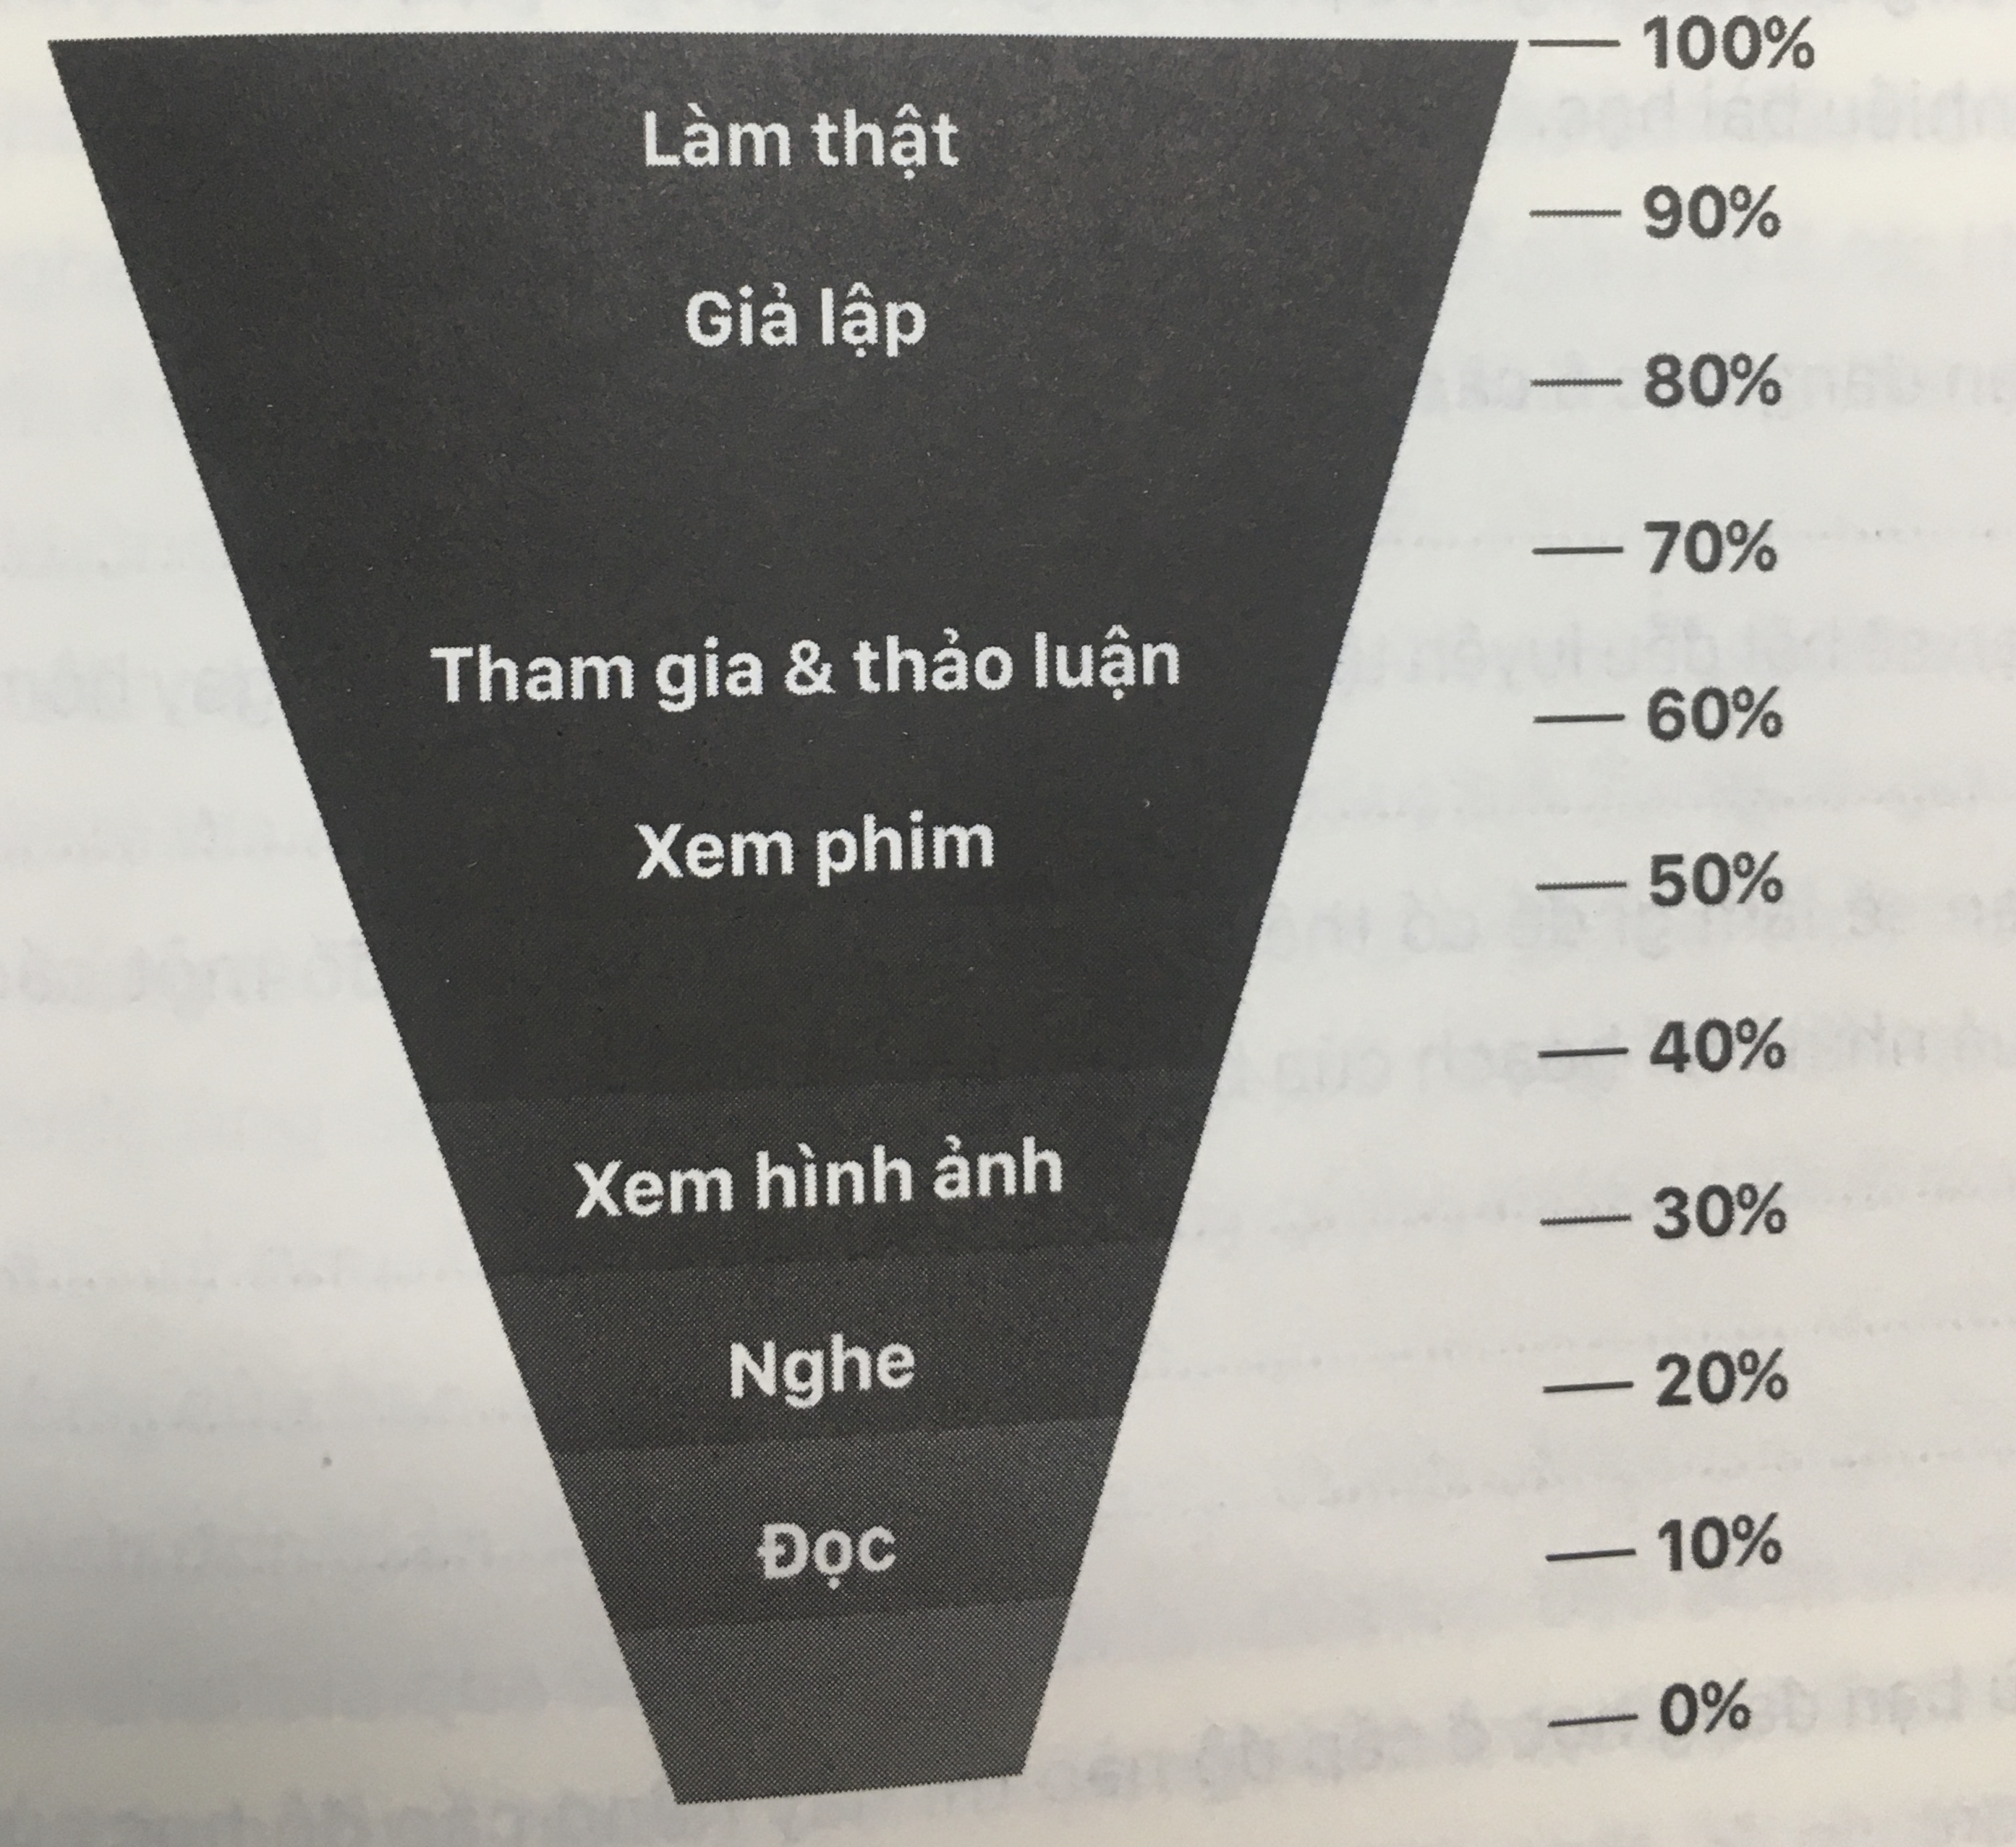 100%
Làm thật
90%
Giả lập
80%
70%
Tham gia & thảo luận
60%
Xem phim
50%
40%
Xem hình ảnh
30%
Nghe
20%
Đọc
10%
0%